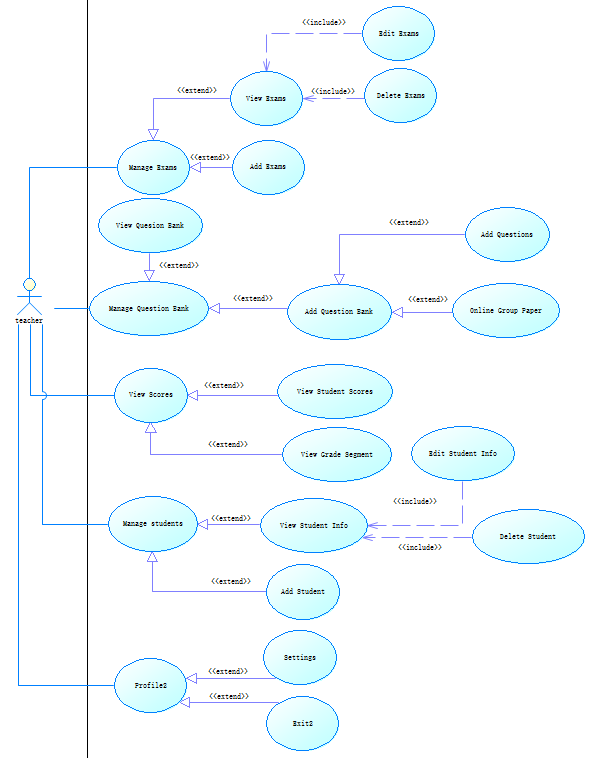 <<include>>
Edit Exams
<<extend>>
View Exams
<<include>>
Delete Exams
Manage Exams
<<extend>>
Add Exams
View Quesion Bank
<<extend>>
Add Questions
<<extend>>
teacher
Manage Question Bank
<<extend>>
Add Question Bank
<<extend>>
Online Group Paper
View Scores
<<extend>>
View Student Scores
<<extend>>
View Grade Segment
Edit Student Info
<<include>>
Manage students
<<extend>>
View Student Info
<<include>>
Delete Student
<<extend>>
Add Student
Settings
<<extend>>
Profile2
<<extend>>
Exit2